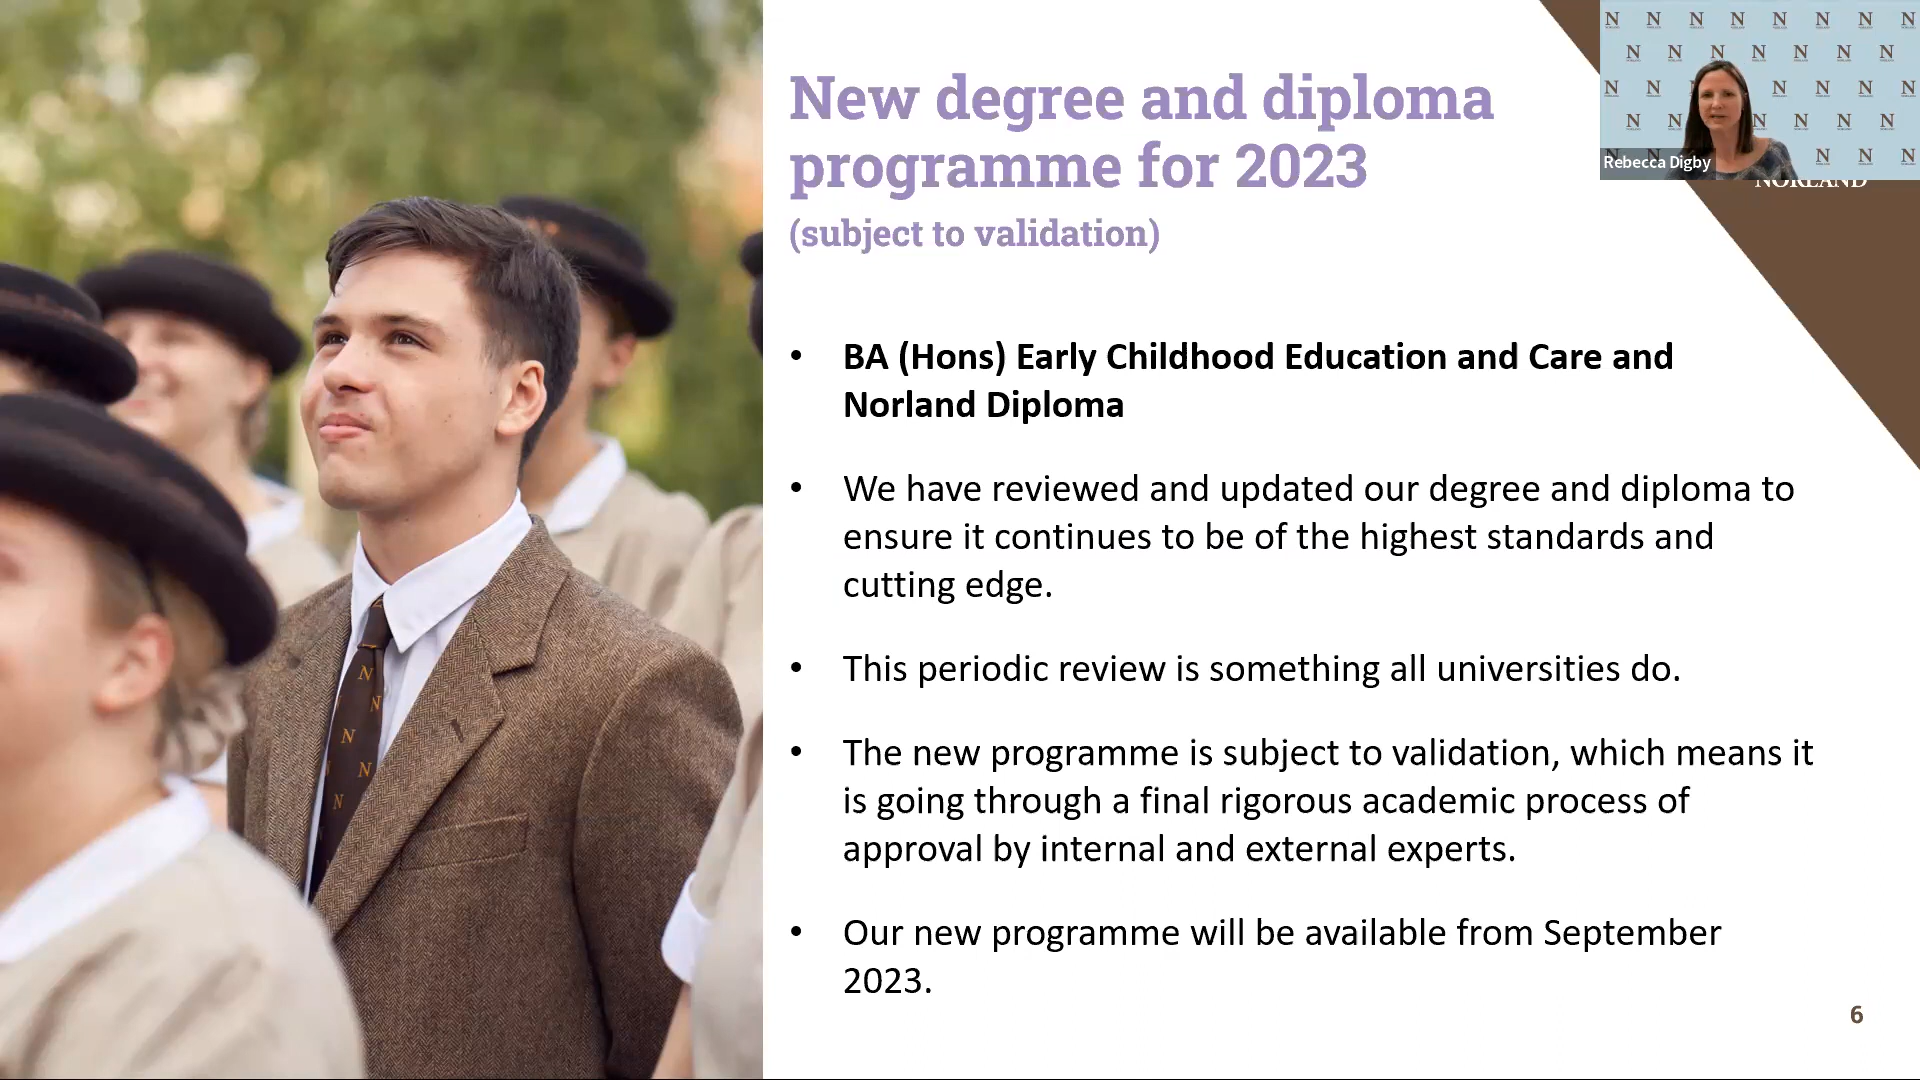 New degree and diploma
programme for 2023
(subject to validation)
Rebecca Digby
NORLAND
• BA (Hons) Early Childhood Education and Care and
Norland Diploma
• We have reviewed and updated our degree and diploma to
ensure it continues to be of the highest standards and
cutting edge.
• This periodic review is something all universities do.
• The new programme is subject to validation, which means it
is going through a final rigorous academic process of
approval by internal and external experts.
• Our new programme will be available from September
2023.
6